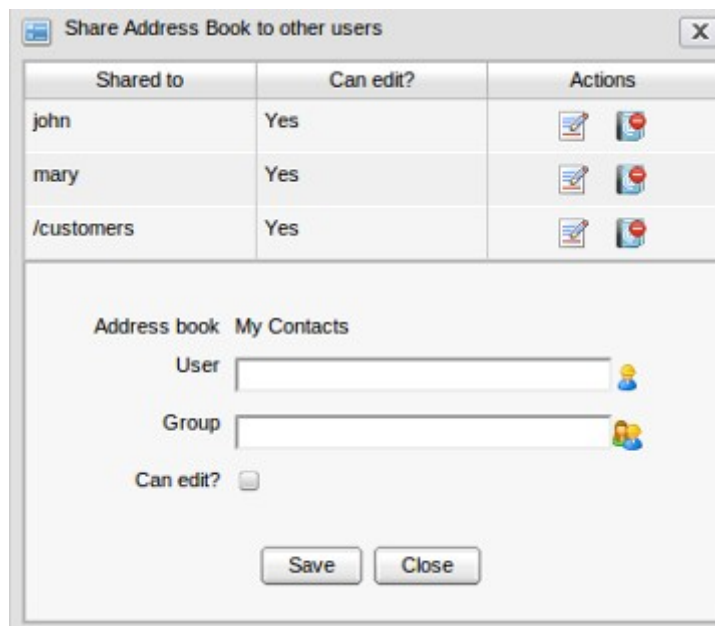 Share Address Book to other users
X
Shared to Can edit? Actions
john Yes
mary Yes
/customers Yes
Address book My Contacts
User
Group
Can edit?
Save Close